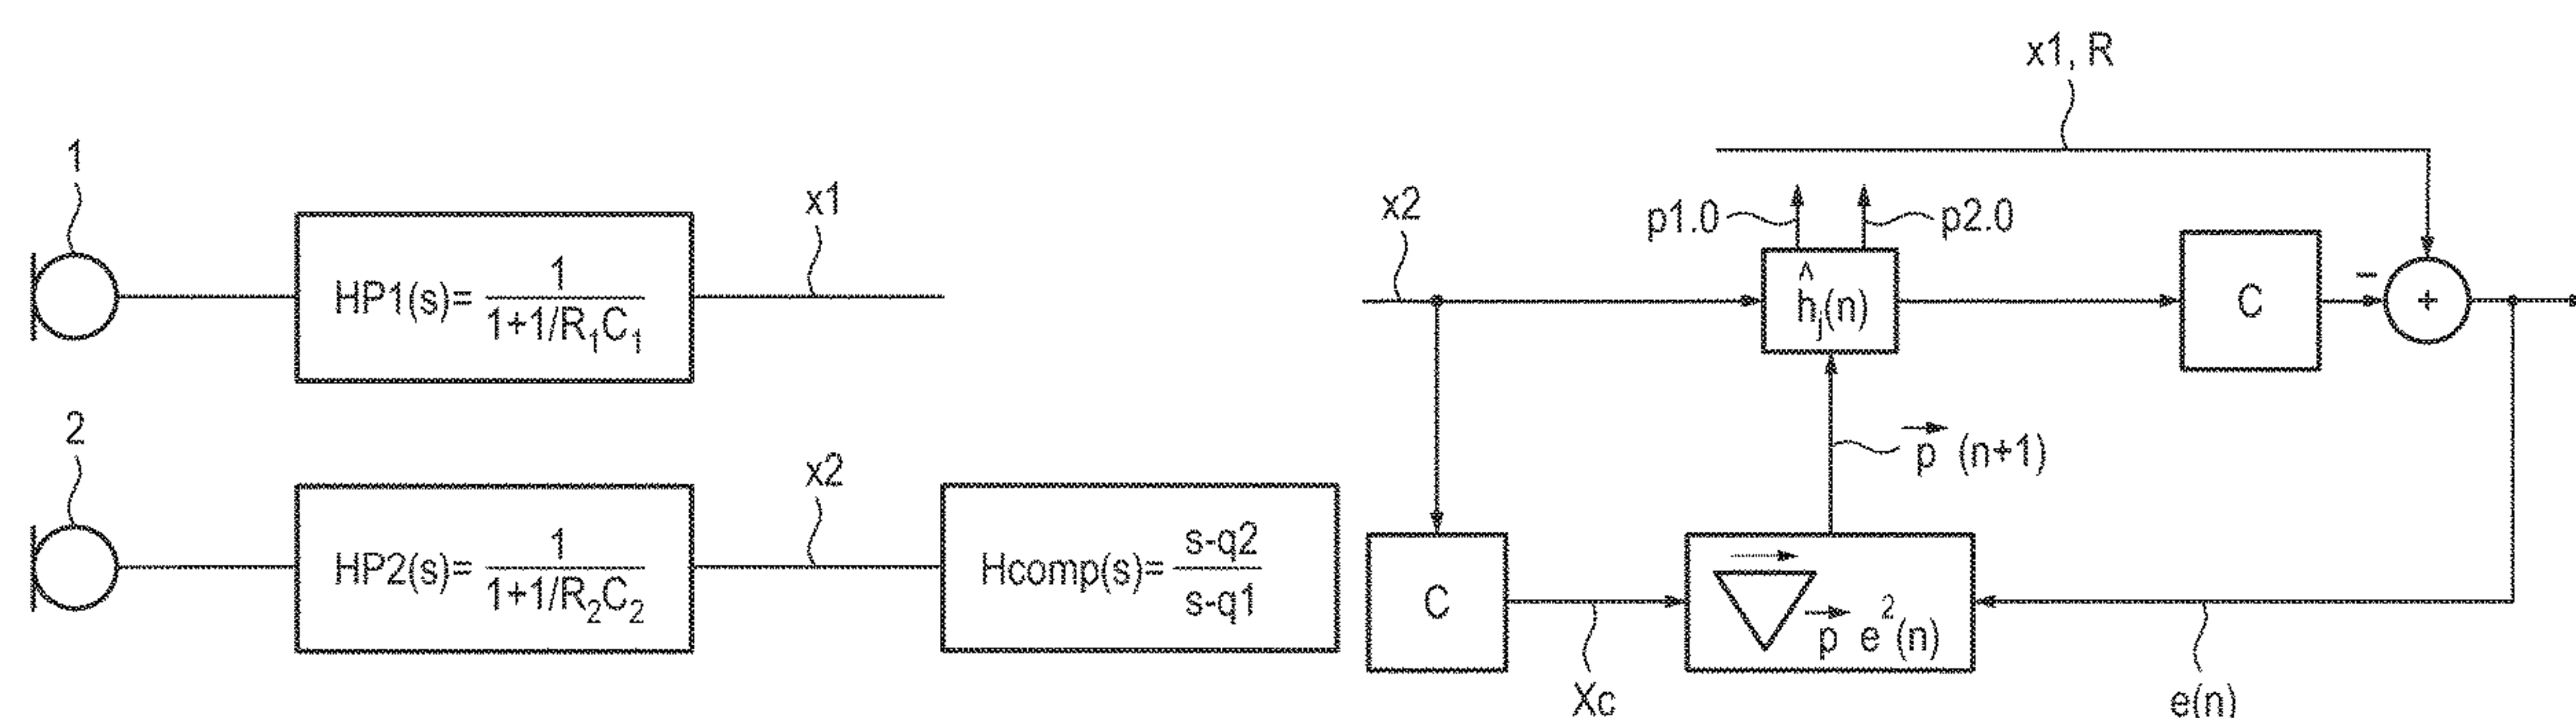 1
HP1(s)= 1 / 1+1/R₁C₁
x1
2
HP2(s)= 1 / 1+1/R₂C₂
x2
Hcomp(s)= s-q2 / s-q1
x1, R
x2
p1.0
p2.0
ĥⱼ(n)
C
−
+
p⃗ (n+1)
C
Xc
∇⃗ p⃗ e²(n)
e(n)